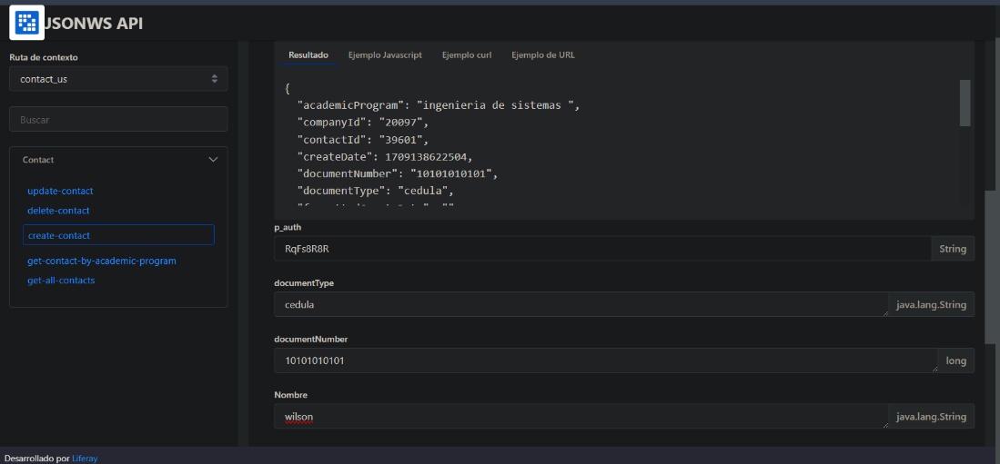 JSONWS API
Ruta de contexto
contact_us
Buscar
Contact
update-contact
delete-contact
create-contact
get-contact-by-academic-program
get-all-contacts
Resultado Ejemplo Javascript Ejemplo curl Ejemplo de URL
{
"academicProgram": "ingenieria de sistemas ",
"companyId": "20097",
"contactId": "39601",
"createDate": 1709138622504,
"documentNumber": "10101010101",
"documentType": "cedula",
p_auth
RqFs8R8R String
documentType
cedula java.lang.String
documentNumber
10101010101 long
Nombre
wilson java.lang.String
Desarrollado por Liferay